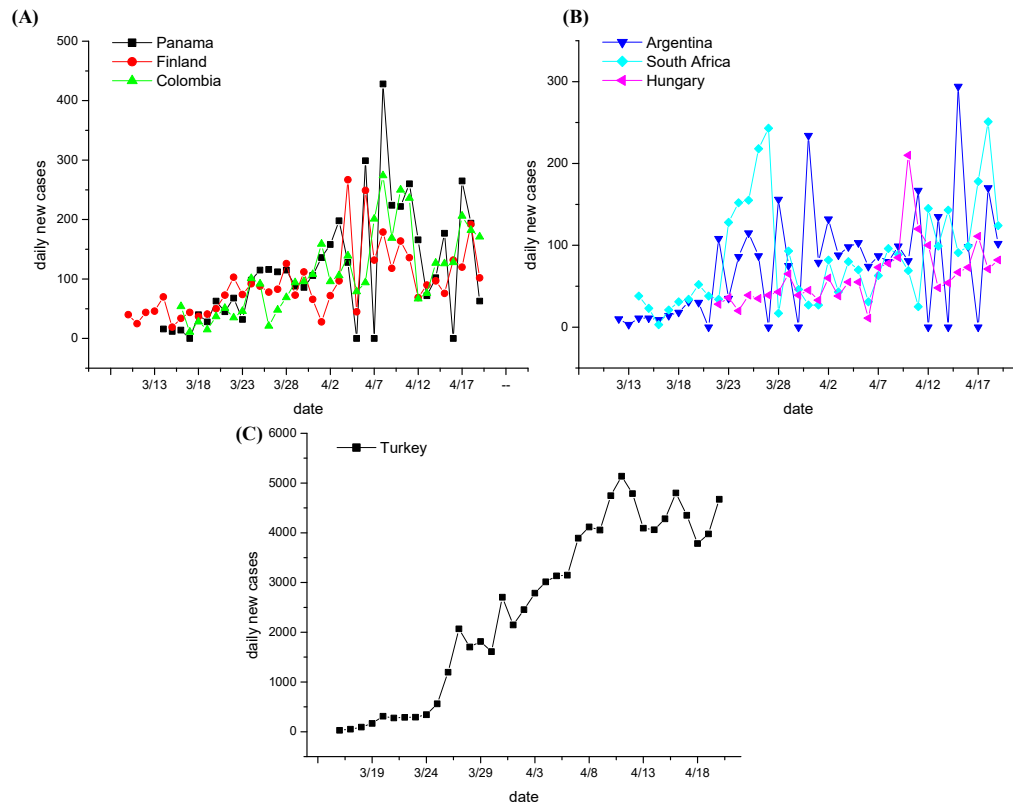 (A)
500
400
300
200
100
0
daily new cases
Panama
Finland
Colombia
3/13 3/18 3/23 3/28 4/2 4/7 4/12 4/17 --
date
(B)
300
200
100
0
daily new cases
Argentina
South Africa
Hungary
3/13 3/18 3/23 3/28 4/2 4/7 4/12 4/17
date
(C)
6000
5000
4000
3000
2000
1000
0
daily new cases
Turkey
3/19 3/24 3/29 4/3 4/8 4/13 4/18
date